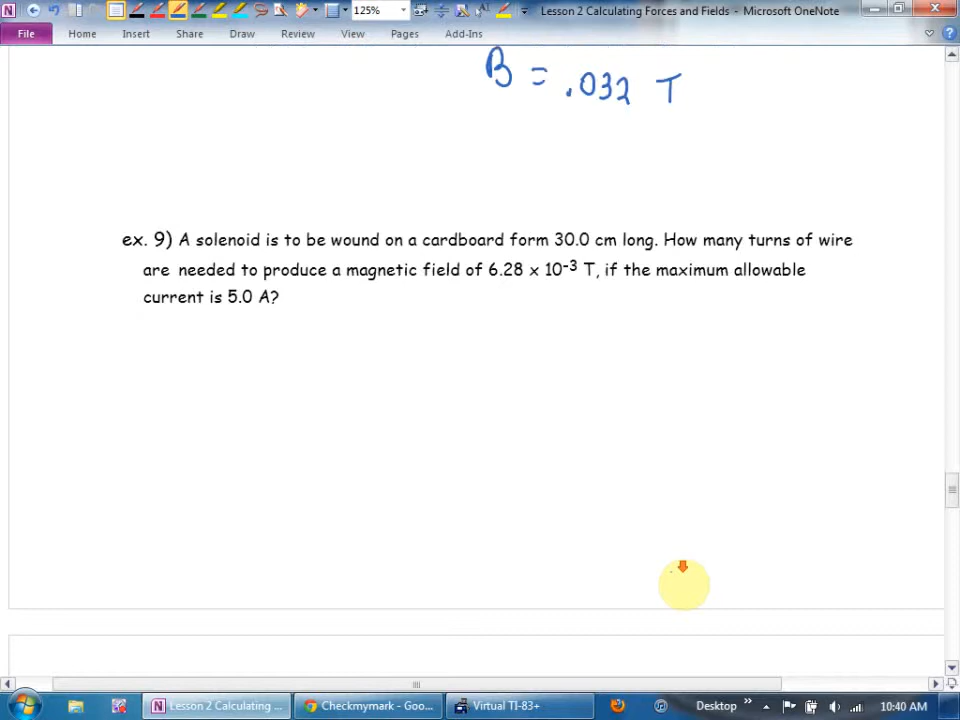 125%
Lesson 2 Calculating Forces and Fields - Microsoft OneNote
File Home Insert Share Draw Review View Pages Add-Ins
B = .032 T
ex. 9) A solenoid is to be wound on a cardboard form 30.0 cm long. How many turns of wire
are needed to produce a magnetic field of 6.28 x 10⁻³ T, if the maximum allowable
current is 5.0 A?
Lesson 2 Calculating ... Checkmymark - Goo... Virtual TI-83+ Desktop » 10:40 AM